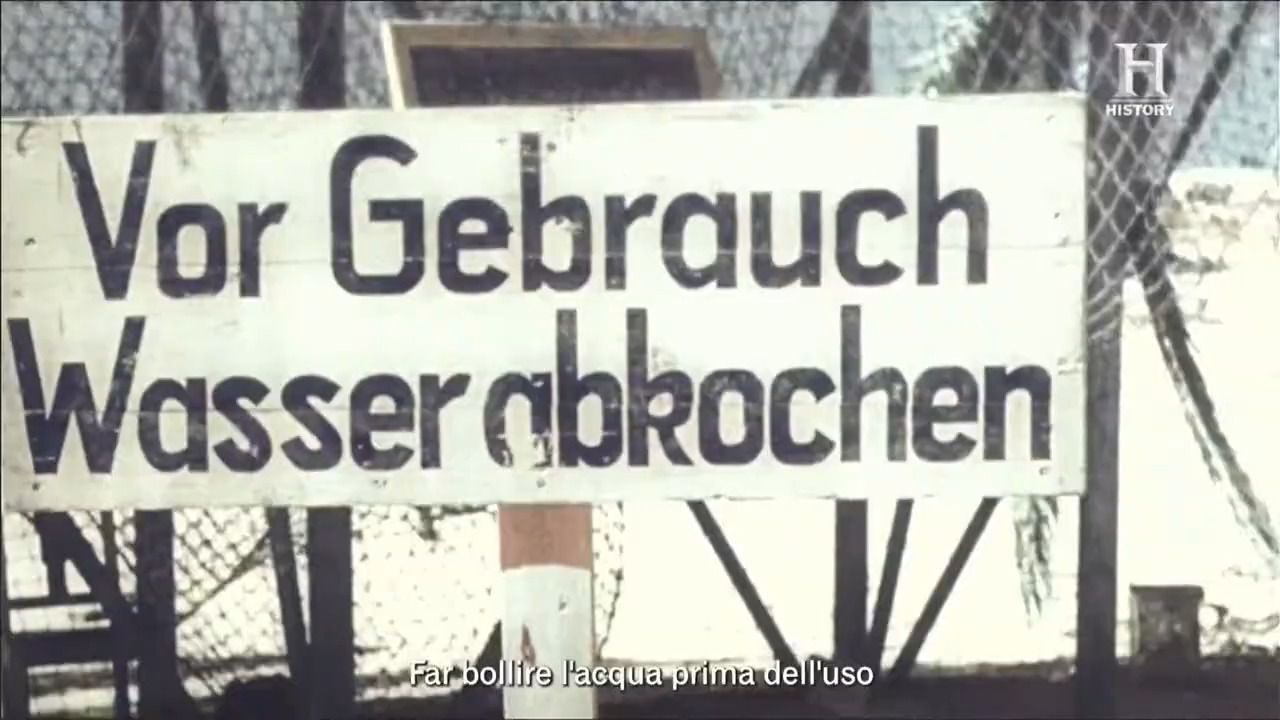 H
HISTORY
Vor Gebrauch
Wasser abkochen
Far bollire l'acqua prima dell'uso